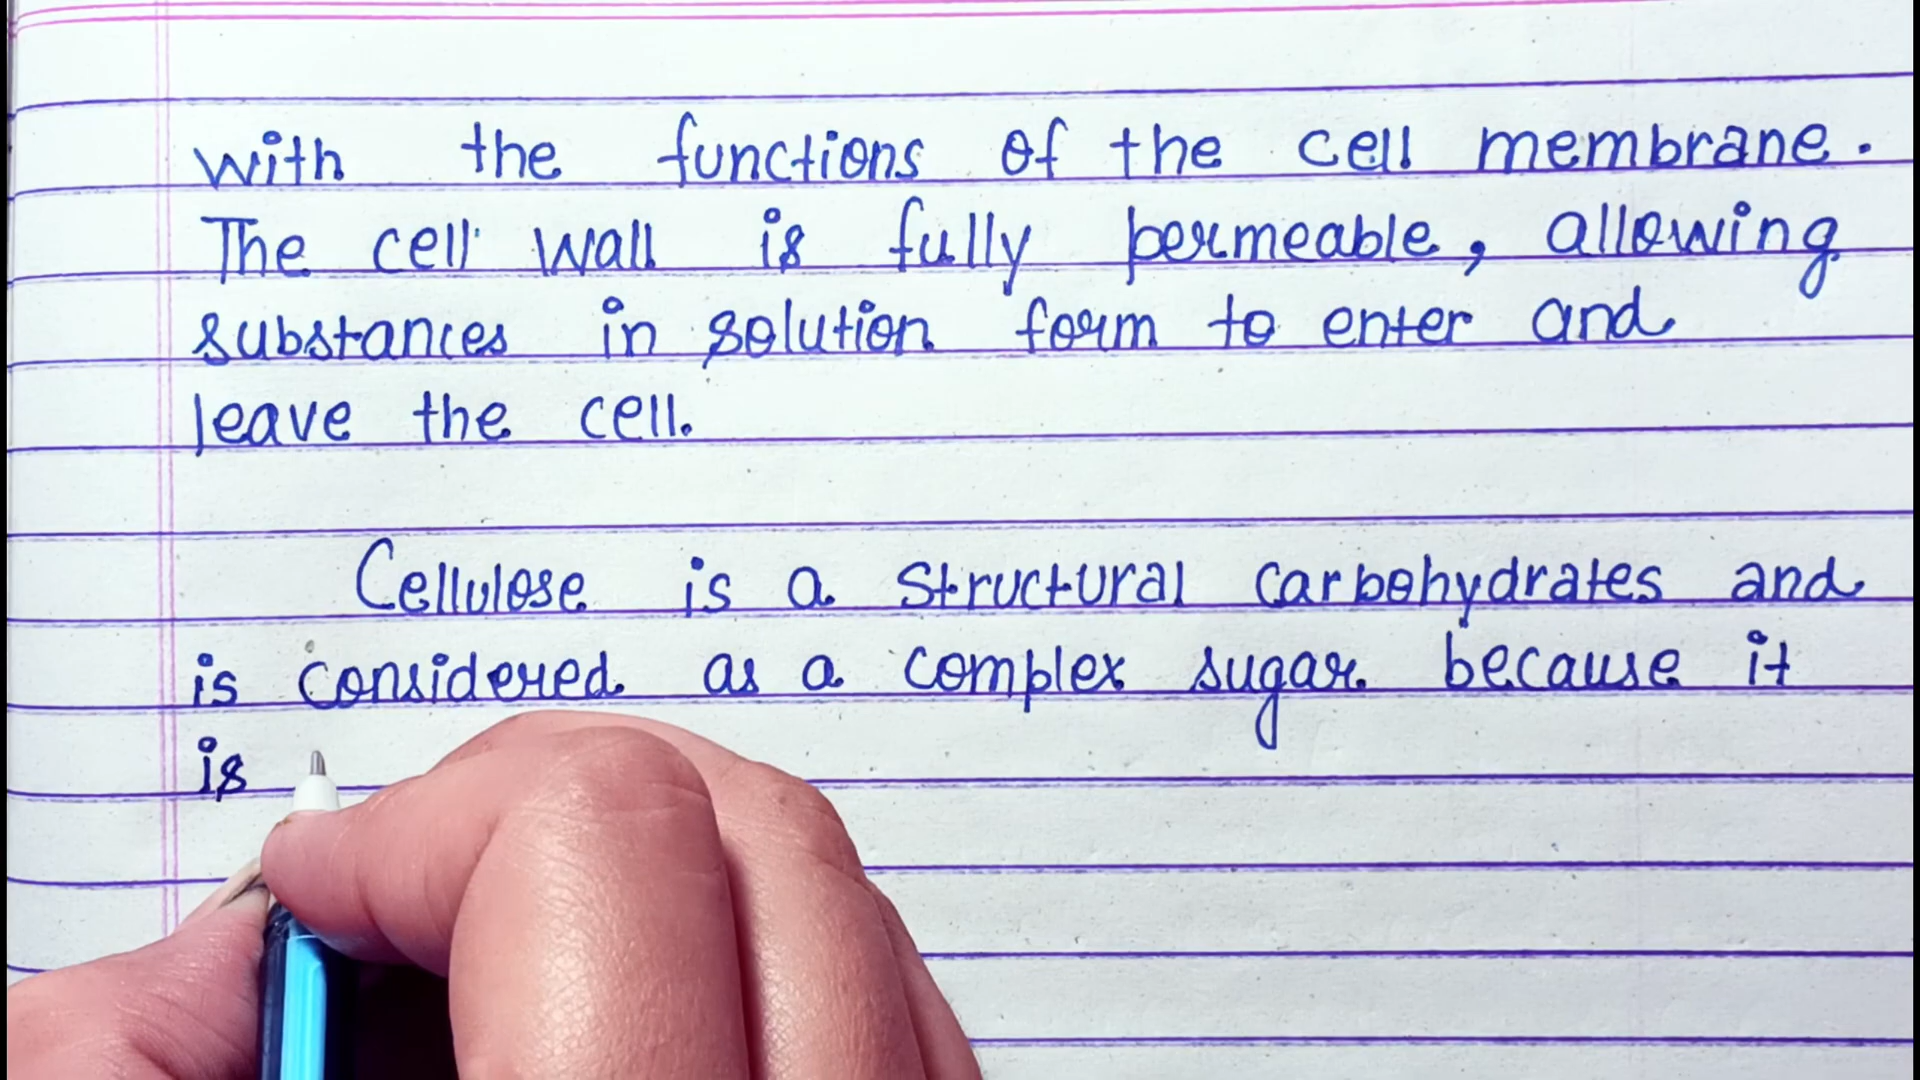 with the functions of the cell membrane.
The cell wall is fully permeable, allowing
substances in solution form to enter and
leave the cell.
Cellulose is a structural carbohydrates and
is considered as a complex sugar because it
is